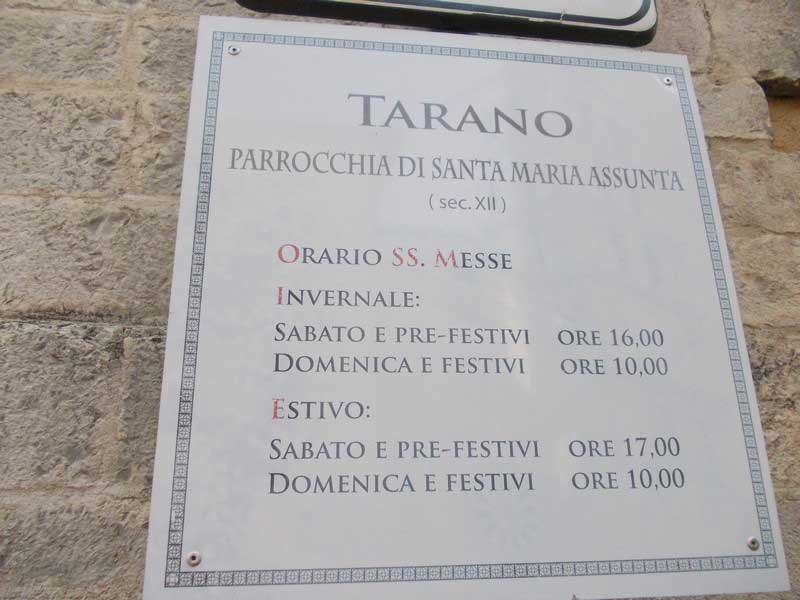 TARANO
PARROCCHIA DI SANTA MARIA ASSUNTA
( sec. XII )
ORARIO SS. MESSE
INVERNALE:
SABATO E PRE-FESTIVI ORE 16,00
DOMENICA E FESTIVI ORE 10,00
ESTIVO:
SABATO E PRE-FESTIVI ORE 17,00
DOMENICA E FESTIVI ORE 10,00